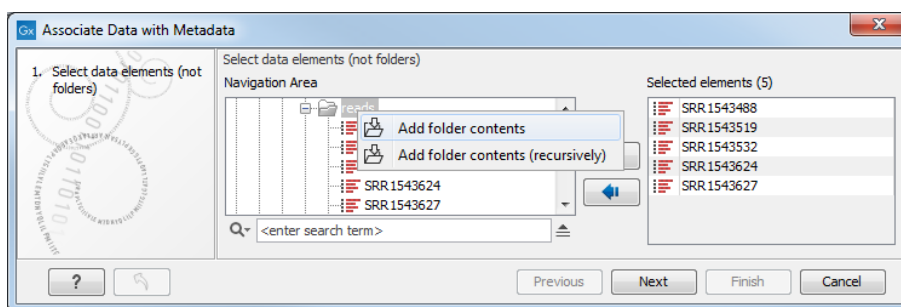 Gx Associate Data with Metadata
1. Select data elements (not
folders)
Select data elements (not folders)
Navigation Area
Selected elements (5)
reads
Add folder contents
Add folder contents (recursively)
SRR1543624
SRR1543627
SRR1543488
SRR1543519
SRR1543532
SRR1543624
SRR1543627
<enter search term>
? Previous Next Finish Cancel